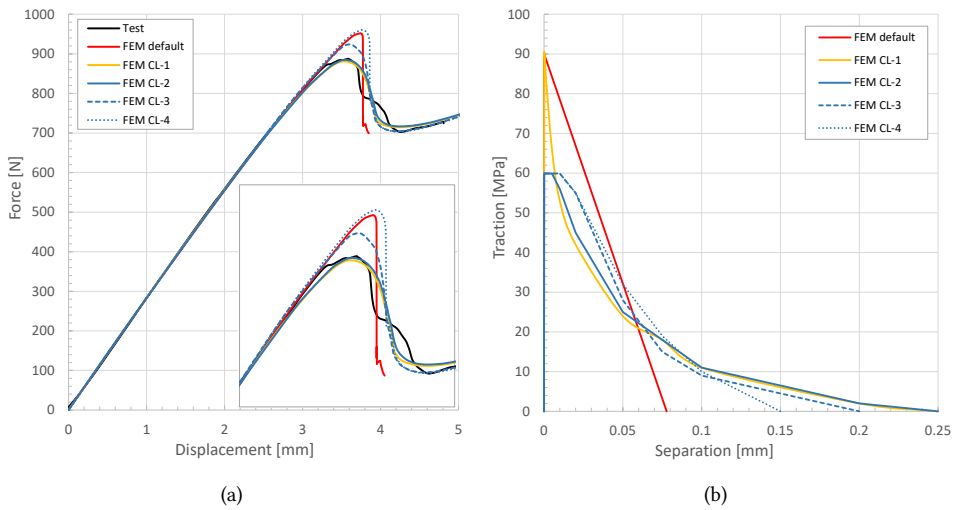 1000
900
800
700
600
500
400
300
200
100
0
Force [N]
0
1
2
3
4
5
Displacement [mm]
Test
FEM default
FEM CL-1
FEM CL-2
FEM CL-3
FEM CL-4
(a)
100
90
80
70
60
50
40
30
20
10
0
Traction [MPa]
0
0.05
0.1
0.15
0.2
0.25
Separation [mm]
FEM default
FEM CL-1
FEM CL-2
FEM CL-3
FEM CL-4
(b)